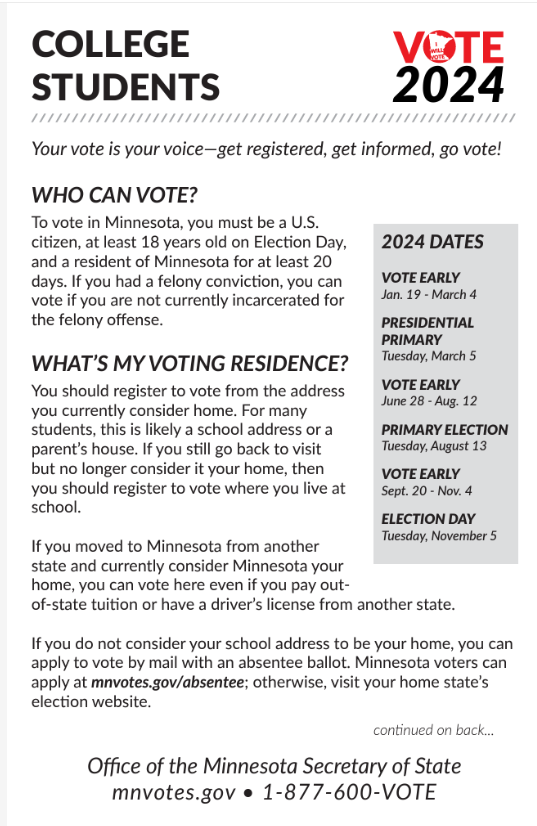 COLLEGE
STUDENTS
VOTE
I
WILL
VOTE
2024
Your vote is your voice—get registered, get informed, go vote!
WHO CAN VOTE?
To vote in Minnesota, you must be a U.S.
citizen, at least 18 years old on Election Day,
and a resident of Minnesota for at least 20
days. If you had a felony conviction, you can
vote if you are not currently incarcerated for
the felony offense.
WHAT'S MY VOTING RESIDENCE?
You should register to vote from the address
you currently consider home. For many
students, this is likely a school address or a
parent's house. If you still go back to visit
but no longer consider it your home, then
you should register to vote where you live at
school.
If you moved to Minnesota from another
state and currently consider Minnesota your
home, you can vote here even if you pay out-
of-state tuition or have a driver's license from another state.
If you do not consider your school address to be your home, you can
apply to vote by mail with an absentee ballot. Minnesota voters can
apply at mnvotes.gov/absentee; otherwise, visit your home state's
election website.
2024 DATES
VOTE EARLY
Jan. 19 - March 4
PRESIDENTIAL
PRIMARY
Tuesday, March 5
VOTE EARLY
June 28 - Aug. 12
PRIMARY ELECTION
Tuesday, August 13
VOTE EARLY
Sept. 20 - Nov. 4
ELECTION DAY
Tuesday, November 5
continued on back...
Office of the Minnesota Secretary of State
mnvotes.gov • 1-877-600-VOTE